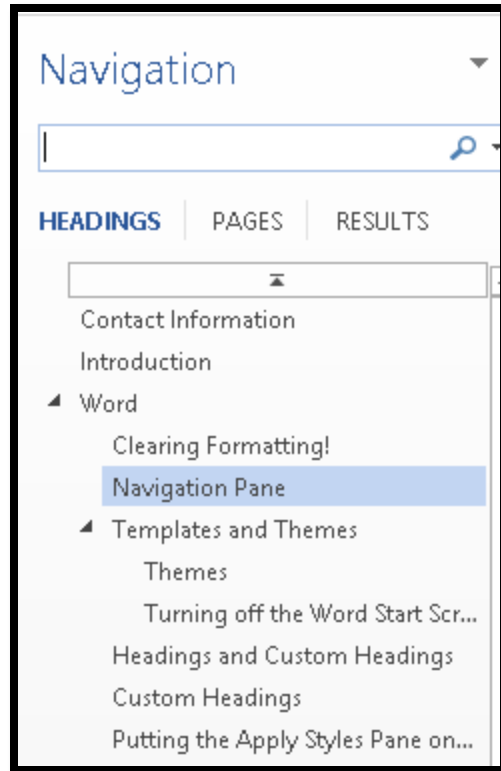 Navigation
HEADINGS PAGES RESULTS
Contact Information
Introduction
Word
Clearing Formatting!
Navigation Pane
Templates and Themes
Themes
Turning off the Word Start Scr...
Headings and Custom Headings
Custom Headings
Putting the Apply Styles Pane on...